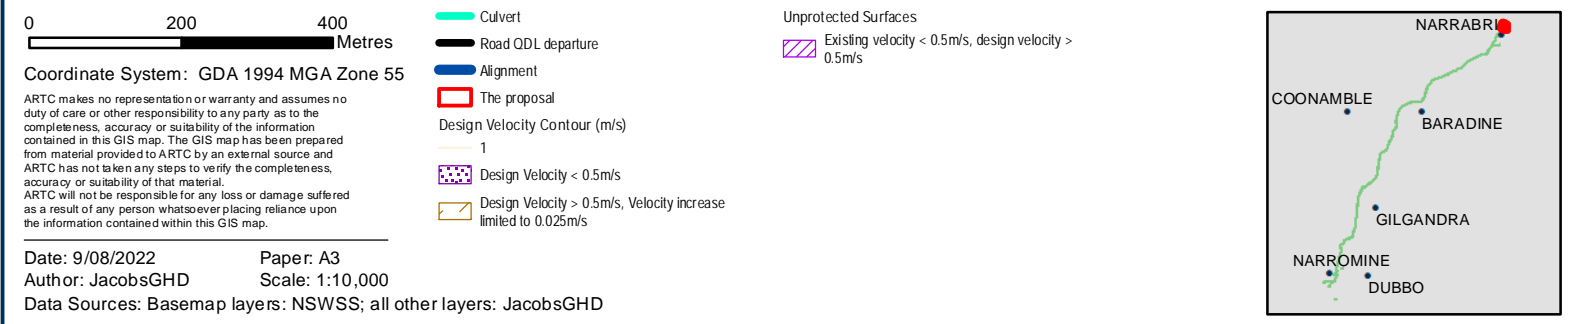 0 200 400
Metres
Coordinate System: GDA 1994 MGA Zone 55
ARTC makes no representation or warranty and assumes no
duty of care or other responsibility to any party as to the
completeness, accuracy or suitability of the information
contained in this GIS map. The GIS map has been prepared
from material provided to ARTC by an external source and
ARTC has not taken any steps to verify the completeness,
accuracy or suitability of that material.
ARTC will not be responsible for any loss or damage suffered
as a result of any person whatsoever placing reliance upon
the information contained within this GIS map.
Date: 9/08/2022 Paper: A3
Author: JacobsGHD Scale: 1:10,000
Data Sources: Basemap layers: NSWSS; all other layers: JacobsGHD
Culvert
Road QDL departure
Alignment
The proposal
Design Velocity Contour (m/s)
1
Design Velocity < 0.5m/s
Design Velocity > 0.5m/s, Velocity increase
limited to 0.025m/s
Unprotected Surfaces
Existing velocity < 0.5m/s, design velocity >
0.5m/s
NARRABRI
COONAMBLE
BARADINE
GILGANDRA
NARROMINE
DUBBO